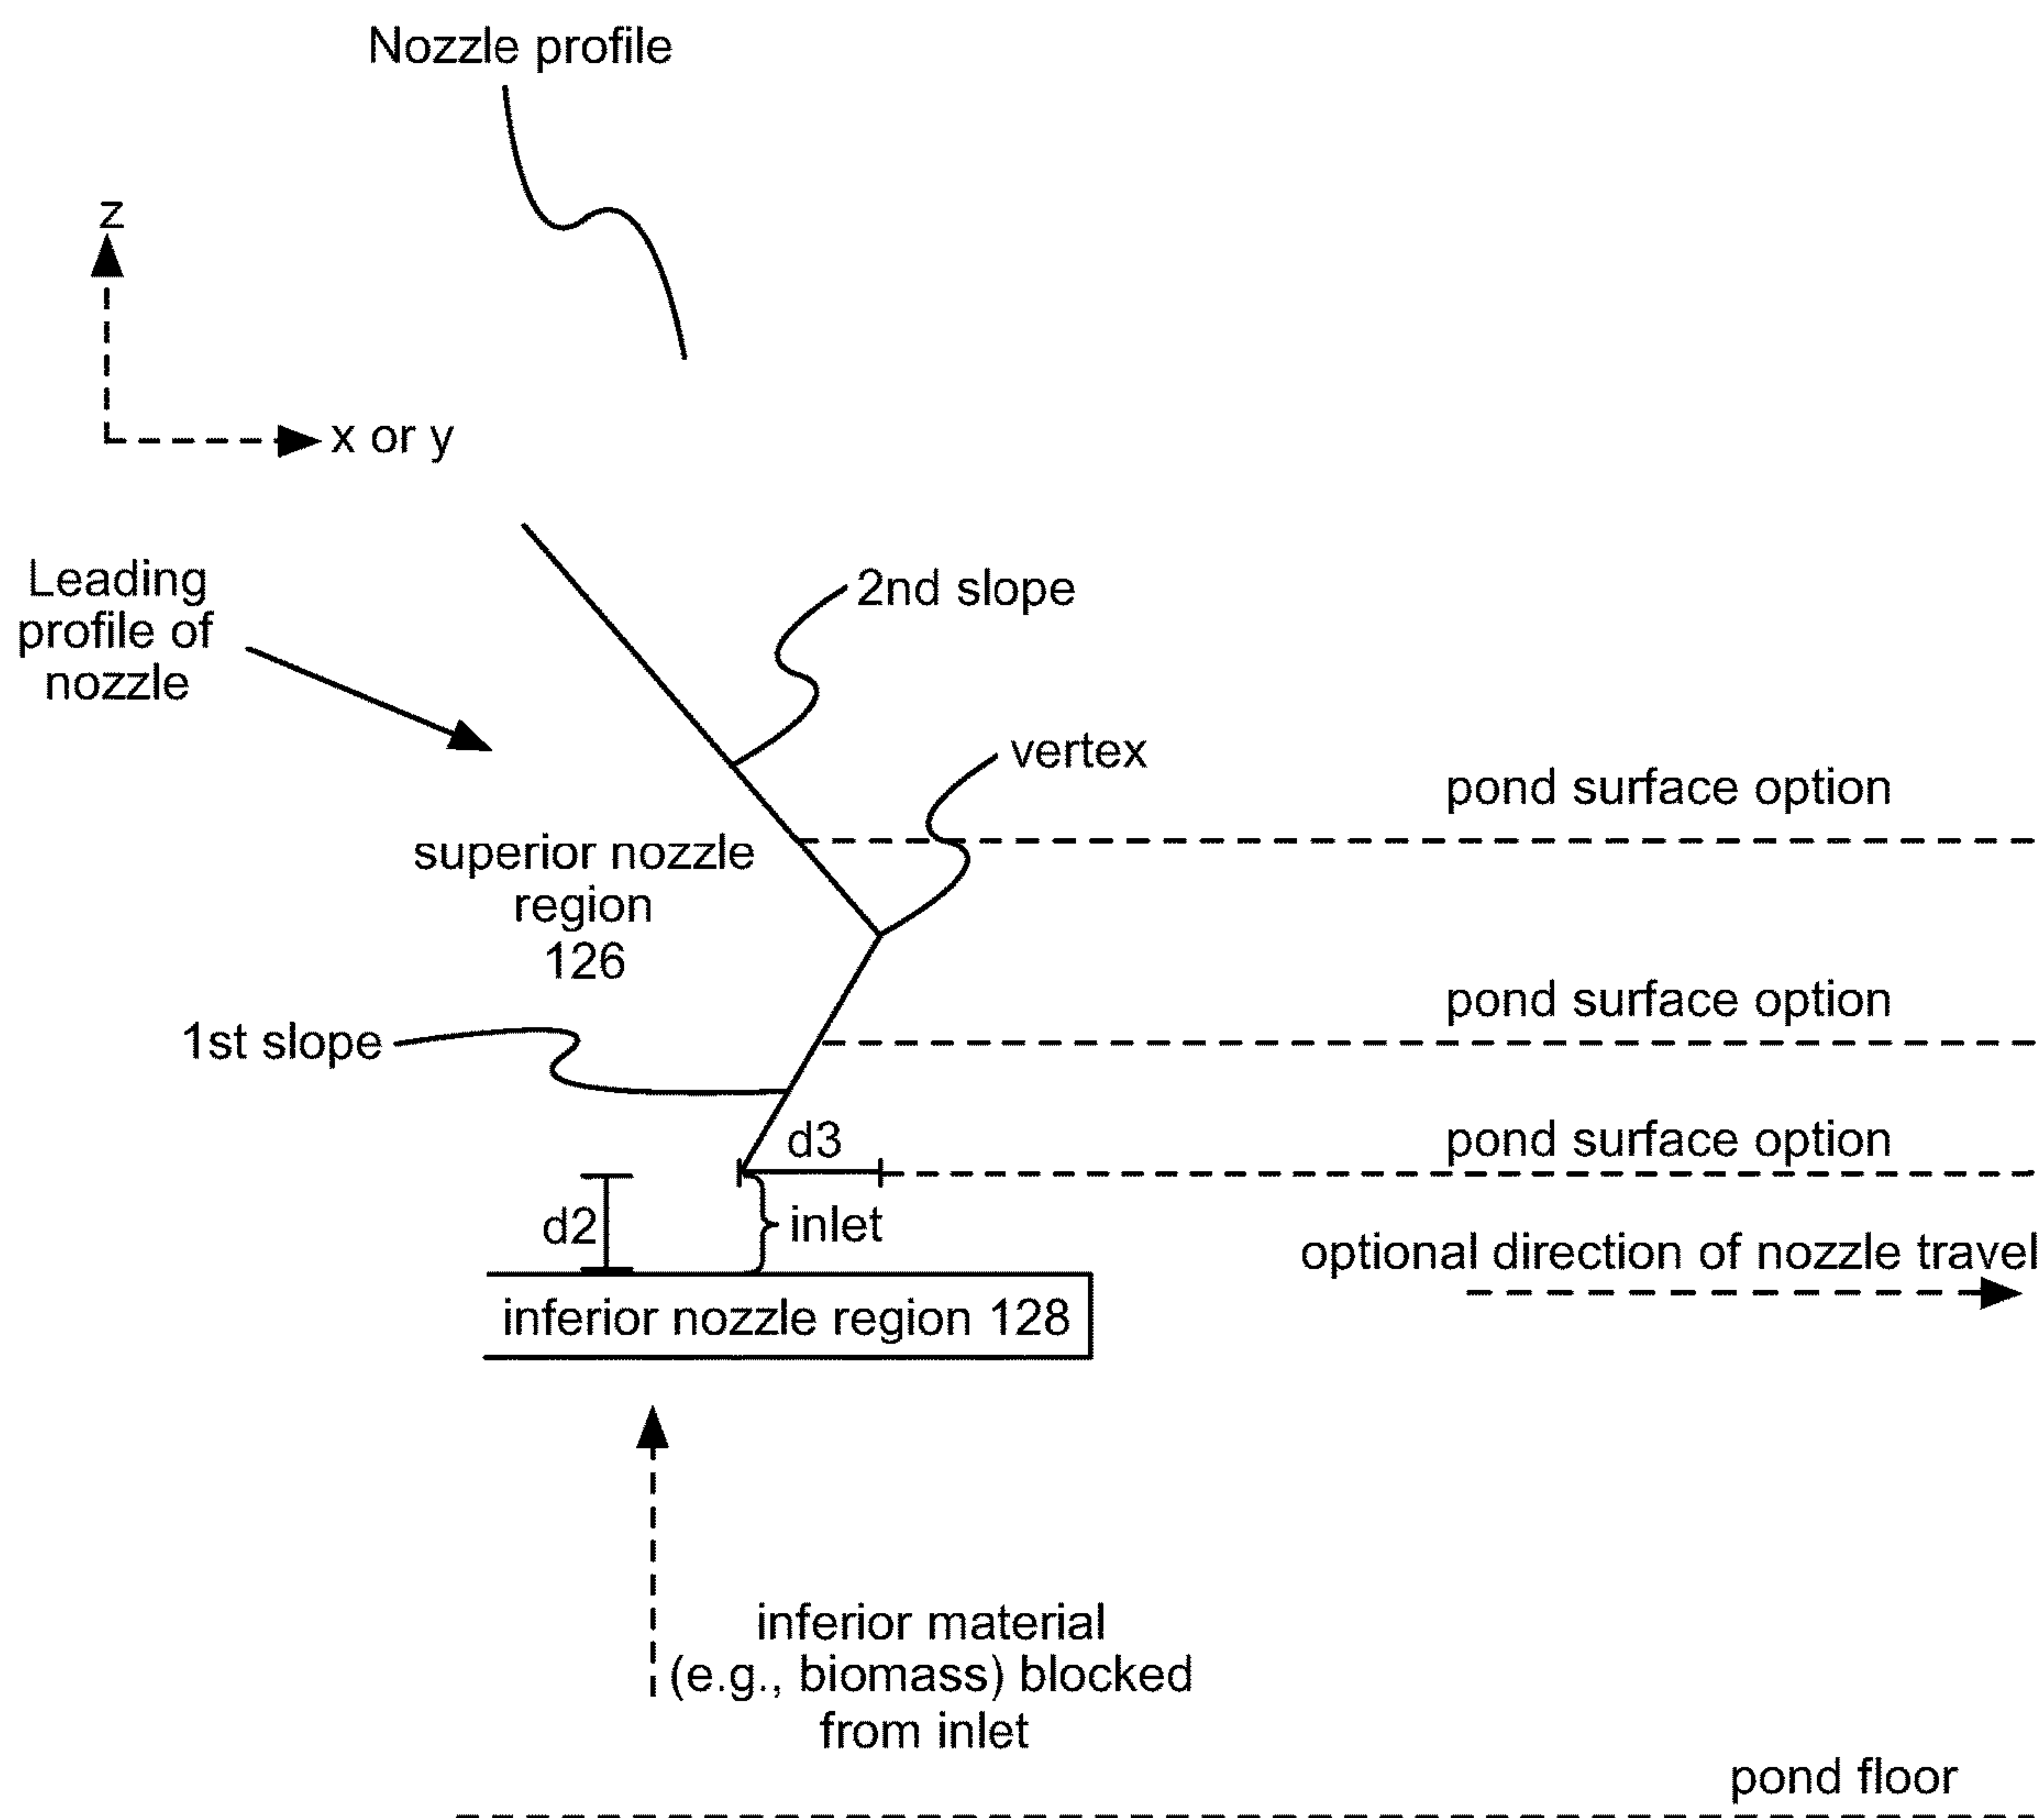 Nozzle profile
z
x or y
Leading
profile of
nozzle
2nd slope
vertex
pond surface option
superior nozzle
region
126
pond surface option
1st slope
pond surface option
d3
d2
inlet
optional direction of nozzle travel
inferior nozzle region 128
inferior material
(e.g., biomass) blocked
from inlet
pond floor